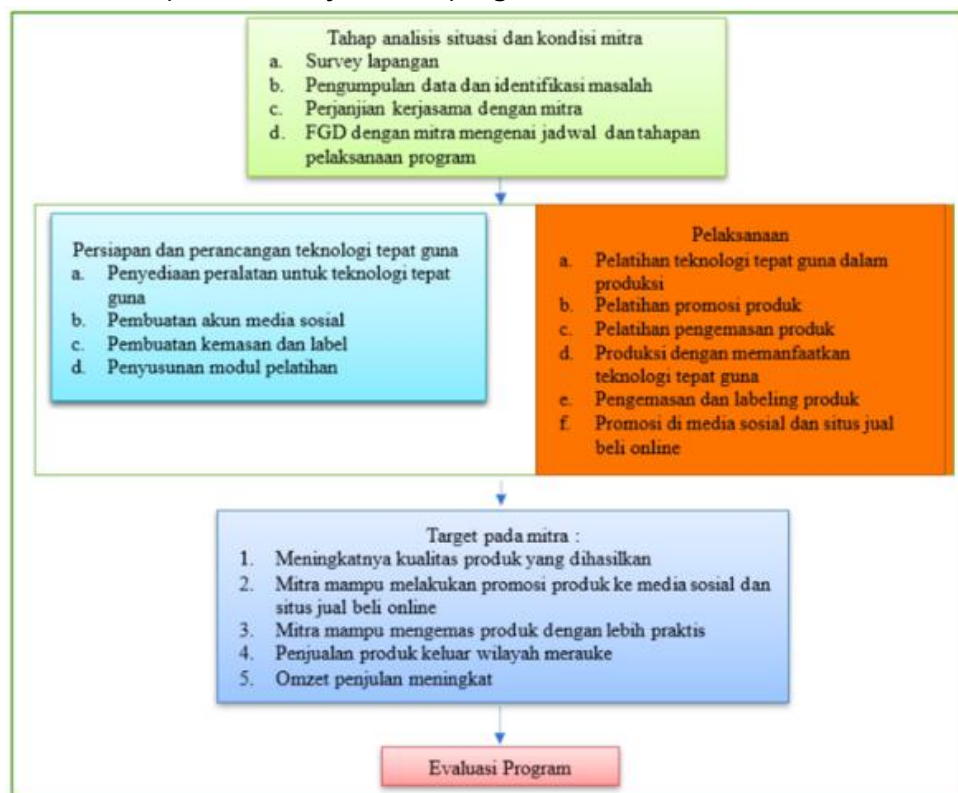 Tahap analisis situasi dan kondisi mitra
a. Survey lapangan
b. Pengumpulan data dan identifikasi masalah
c. Perjanjian kerjasama dengan mitra
d. FGD dengan mitra mengenai jadwal dan tahapan
pelaksanaan program
Persiapan dan perancangan teknologi tepat guna
a. Penyediaan peralatan untuk teknologi tepat
guna
b. Pembuatan akun media sosial
c. Pembuatan kemasan dan label
d. Penyusunan modul pelatihan
Pelaksanaan
a. Pelatihan teknologi tepat guna dalam
produksi
b. Pelatihan promosi produk
c. Pelatihan pengemasan produk
d. Produksi dengan memanfaatkan
teknologi tepat guna
e. Pengemasan dan labeling produk
f. Promosi di media sosial dan situs jual
beli online
Target pada mitra :
1. Meningkatnya kualitas produk yang dihasilkan
2. Mitra mampu melakukan promosi produk ke media sosial dan
situs jual beli online
3. Mitra mampu mengemas produk dengan lebih praktis
4. Penjualan produk keluar wilayah merauke
5. Omzet penjulan meningkat
Evaluasi Program